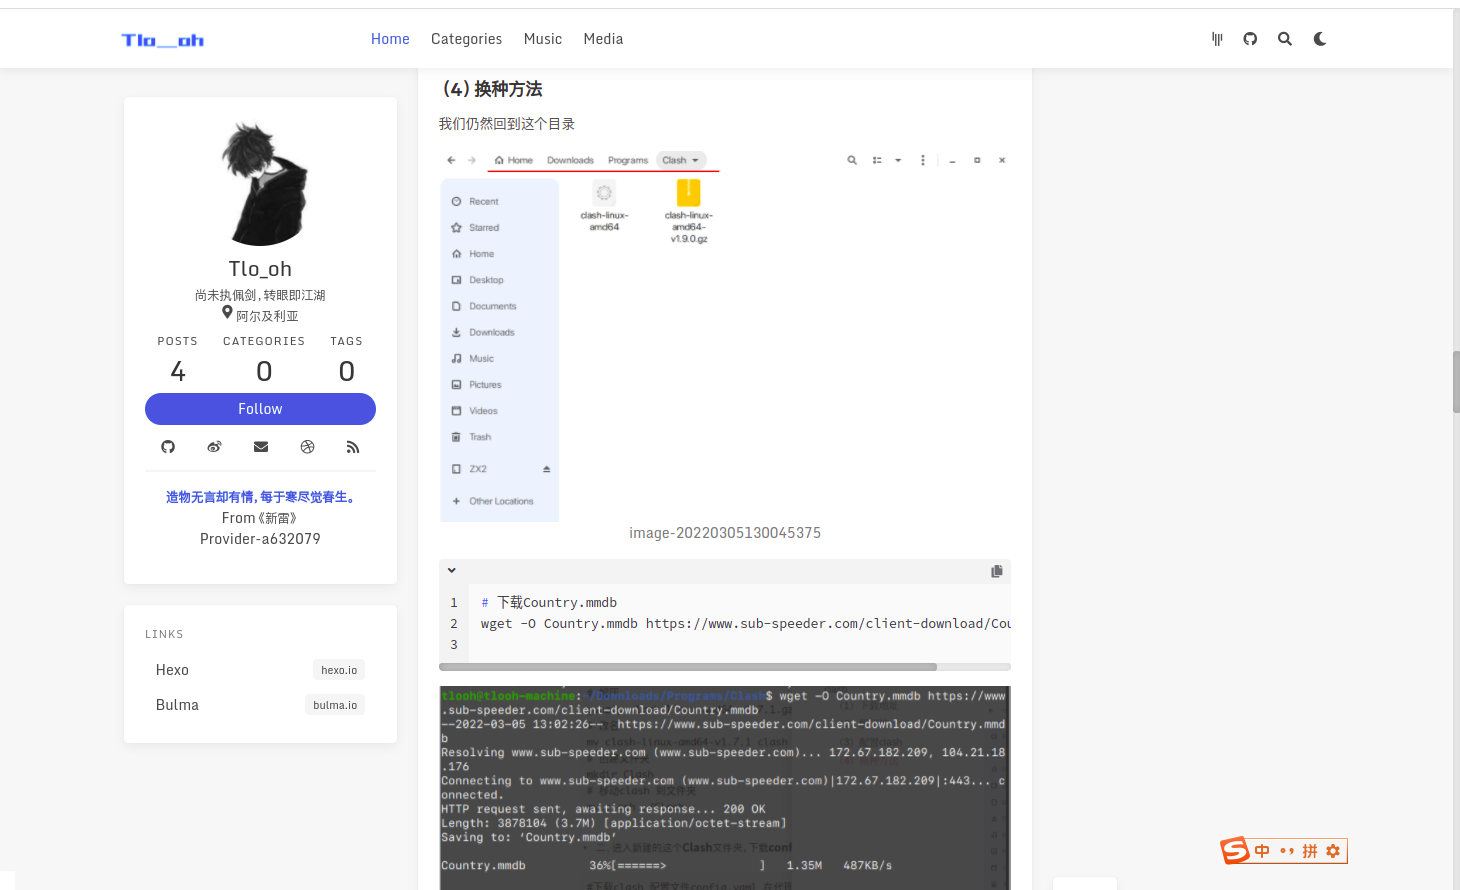 Tlo__oh
Home Categories Music Media
Tlo_oh
尚未执佩剑,转眼即江湖
阿尔及利亚
POSTS CATEGORIES TAGS
4 0 0
Follow
造物无言却有情,每于寒尽觉春生。
From《新雷》
Provider-a632079
LINKS
Hexo hexo.io
Bulma bulma.io
(4) 换种方法
我们仍然回到这个目录
Home Downloads Programs Clash
Recent
Starred
Home
Desktop
Documents
Downloads
Music
Pictures
Videos
Trash
ZX2
Other Locations
clash-linux-
amd64
clash-linux-
amd64-
v1.9.0.gz
image-20220305130045375
1 # 下载Country.mmdb
2 wget -O Country.mmdb https://www.sub-speeder.com/client-download/Cou
3
tlooh@tlooh-machine:~/Downloads/Programs/Clash$ wget -O Country.mmdb https://www
.sub-speeder.com/client-download/Country.mmdb
--2022-03-05 13:02:26-- https://www.sub-speeder.com/client-download/Country.mmd
b
Resolving www.sub-speeder.com (www.sub-speeder.com)... 172.67.182.209, 104.21.18
.176
Connecting to www.sub-speeder.com (www.sub-speeder.com)|172.67.182.209|:443... c
onnected.
HTTP request sent, awaiting response... 200 OK
Length: 3878104 (3.7M) [application/octet-stream]
Saving to: ‘Country.mmdb’
Country.mmdb 36%[======> ] 1.35M 487KB/s
中 拼